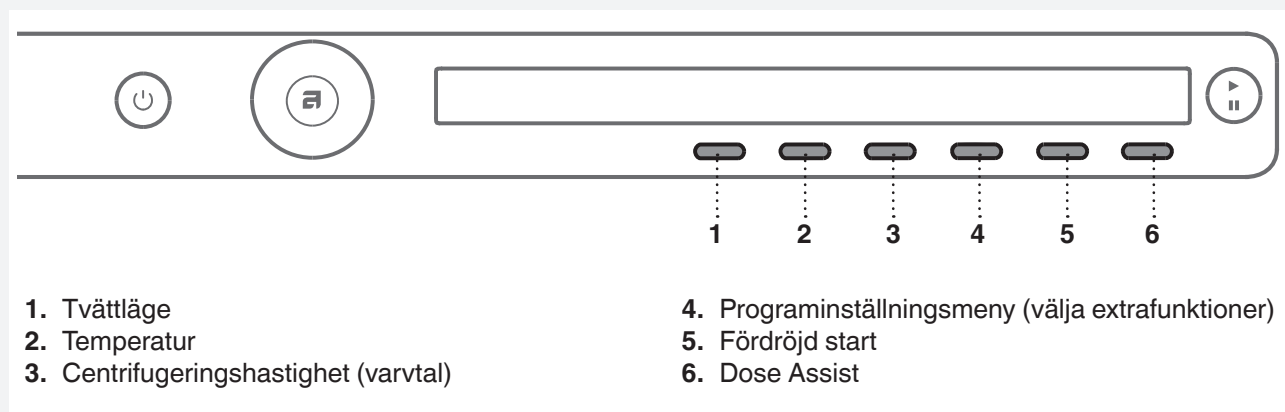 1 2 3 4 5 6
1. Tvättläge
2. Temperatur
3. Centrifugeringshastighet (varvtal)
4. Programinställningsmeny (välja extrafunktioner)
5. Fördröjd start
6. Dose Assist